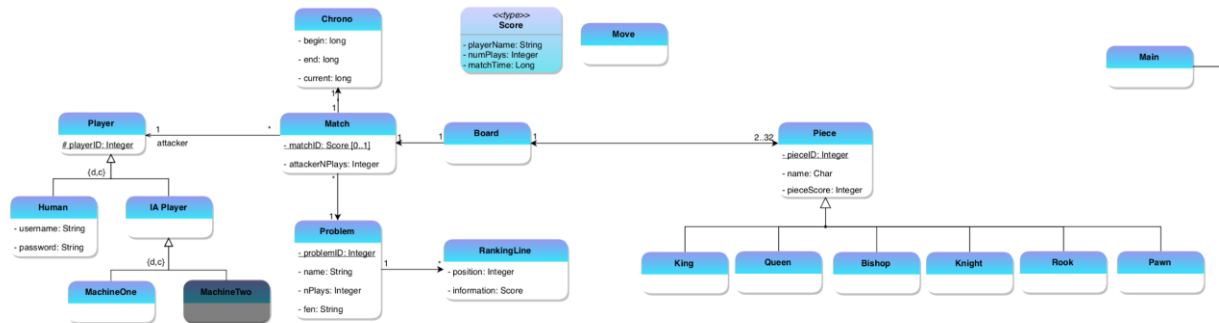 Chrono
- begin: long
- end: long
- current: long
<<type>>
Score
- playerName: String
- numPlays: Integer
- matchTime: Long
Move
Main
1
*
1
Player
# playerID: Integer
1
attacker
*
Match
- matchID: Score [0..1]
- attackerNPlays: Integer
1
1
Board
1
2..32
Piece
- pieceID: Integer
- name: Char
- pieceScore: Integer
{d,c}
Human
- username: String
- password: String
IA Player
{d,c}
MachineOne
MachineTwo
*
1
Problem
- problemID: Integer
- name: String
- nPlays: Integer
- fen: String
1
*
RankingLine
- position: Integer
- information: Score
King
Queen
Bishop
Knight
Rook
Pawn